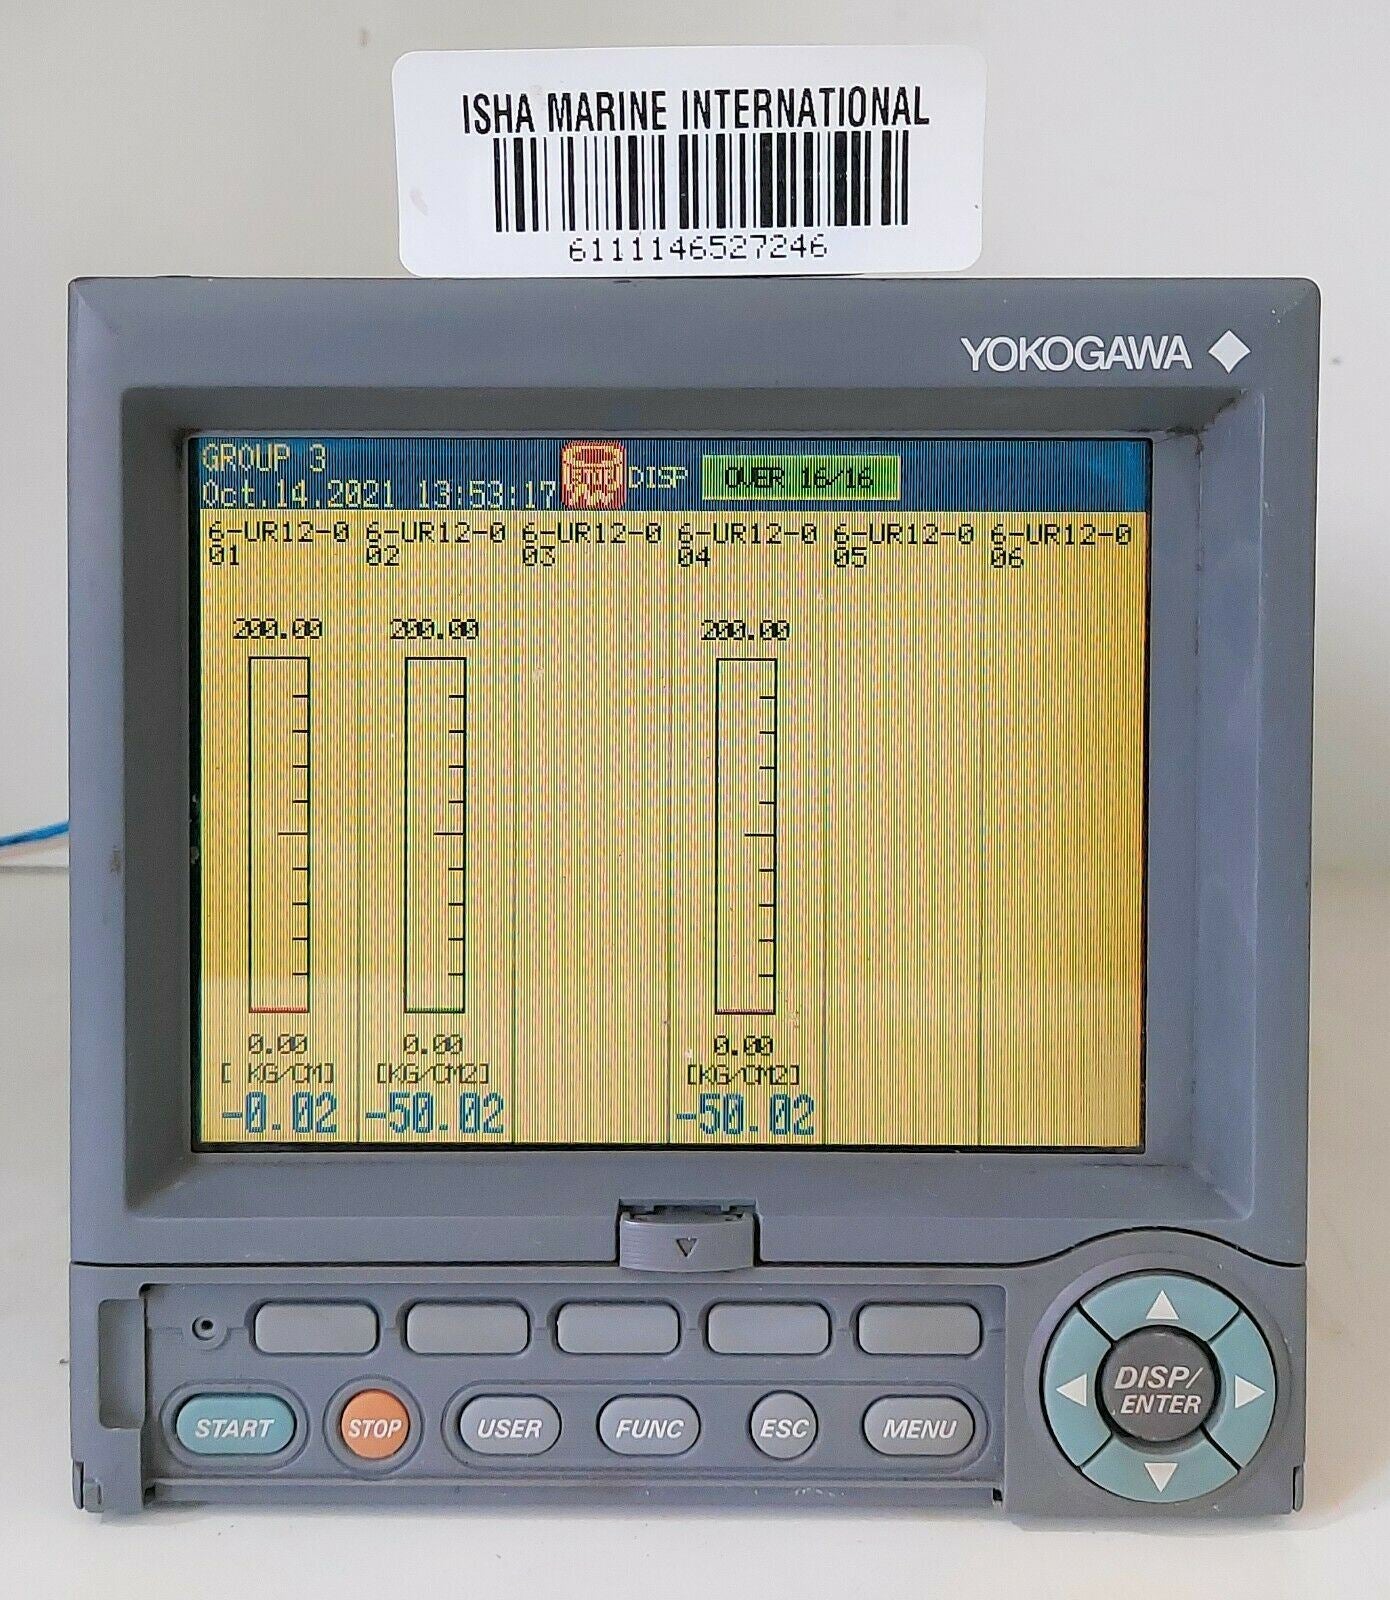 ISHA MARINE INTERNATIONAL
6111146527246
YOKOGAWA
GROUP 3
Oct.14.2021 13:53:17 DISP OVER 16/16
6-UR12-0 6-UR12-0 6-UR12-0 6-UR12-0 6-UR12-0 6-UR12-0
01 02 03 04 05 06
200.00 200.00 200.00
0.00 0.00 0.00
[ KG/CM] [KG/CM2] [KG/CM2]
-0.02 -50.02 -50.02
START STOP USER FUNC ESC MENU
DISP/
ENTER